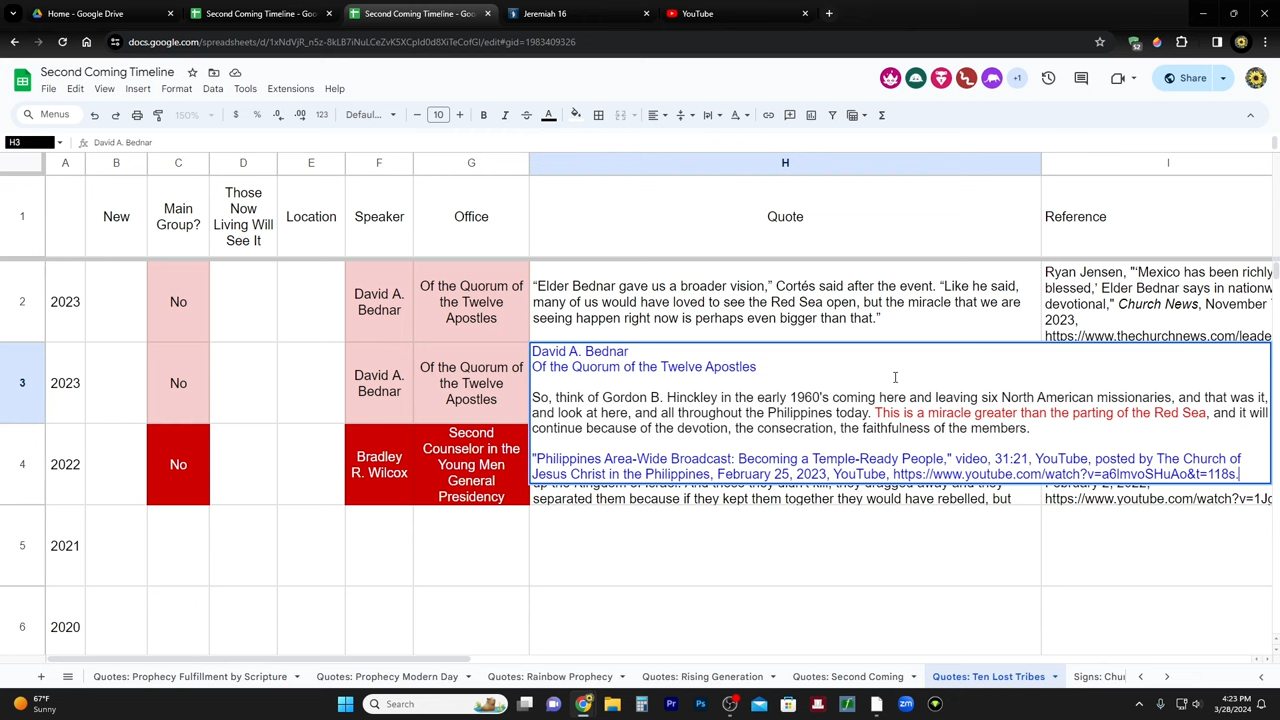 Home - Google Drive
Second Coming Timeline
Second Coming Timeline
Jeremiah 16
YouTube
docs.google.com/spreadsheets/d/1xNdVjR_n5z-8kLB7iNuLCeZvK5XCpId0d8XiTeCofGI/edit#gid=1983409326
Second Coming Timeline
+1
Share
File Edit View Insert Format Data Tools Extensions Help
Menus 150% $ % .0 .00 123 Defaul... 10 B I A
H3 fx David A. Bednar
A B C D E F G H I
1
New
Main
Group?
Those
Now
Living Will
See It
Location
Speaker
Office
Quote
Reference
2
2023
No
David A.
Bednar
Of the Quorum of
the Twelve
Apostles
“Elder Bednar gave us a broader vision,” Cortés said after the event. “Like he said,
many of us would have loved to see the Red Sea open, but the miracle that we are
seeing happen right now is perhaps even bigger than that.”
Ryan Jensen, "‘Mexico has been richly
blessed,’ Elder Bednar says in nationw
devotional," Church News, November
2023,
https://www.thechurchnews.com/leade
3
2023
No
David A.
Bednar
Of the Quorum of
the Twelve
Apostles
David A. Bednar
Of the Quorum of the Twelve Apostles
So, think of Gordon B. Hinckley in the early 1960's coming here and leaving six North American missionaries, and that was it,
and look at here, and all throughout the Philippines today. This is a miracle greater than the parting of the Red Sea, and it will
continue because of the devotion, the consecration, the faithfulness of the members.
"Philippines Area-Wide Broadcast: Becoming a Temple-Ready People," video, 31:21, YouTube, posted by The Church of
Jesus Christ in the Philippines, February 25, 2023, YouTube, https://www.youtube.com/watch?v=a6lmvoSHuAo&t=118s.
4
2022
No
Bradley
R. Wilcox
Second
Counselor in the
Young Men
General
Presidency
separated them because if they kept them together they would have rebelled, but
February 2, 2022,
https://www.youtube.com/watch?v=1Jc
5
2021
6
2020
Quotes: Prophecy Fulfillment by Scripture
Quotes: Prophecy Modern Day
Quotes: Rainbow Prophecy
Quotes: Rising Generation
Quotes: Second Coming
Quotes: Ten Lost Tribes
Signs: Chu
67°F
Sunny
Search
4:23 PM
3/28/2024